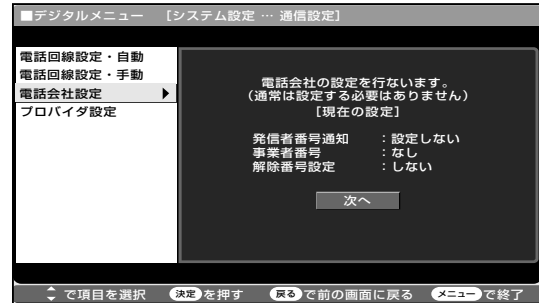 ■デジタルメニュー [システム設定 … 通信設定]
電話回線設定・自動
電話回線設定・手動
電話会社設定
プロバイダ設定
電話会社の設定を行ないます。
(通常は設定する必要はありません)
[現在の設定]
発信者番号通知 :設定しない
事業者番号 :なし
解除番号設定 :しない
次へ
で項目を選択 決定を押す 戻るで前の画面に戻る メニューで終了